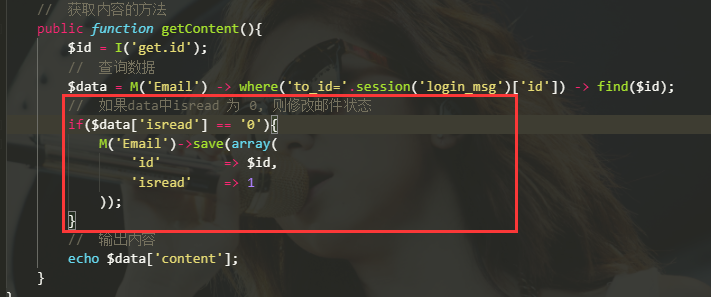 // 获取内容的方法
public function getContent(){
$id = I('get.id');
// 查询数据
$data = M('Email') -> where('to_id='.session('login_msg')['id']) -> find($id);
// 如果data中isread 为 0, 则修改邮件状态
if($data['isread'] == '0'){
M('Email')->save(array(
'id' => $id,
'isread' => 1
));
}
// 输出内容
echo $data['content'];
}
}